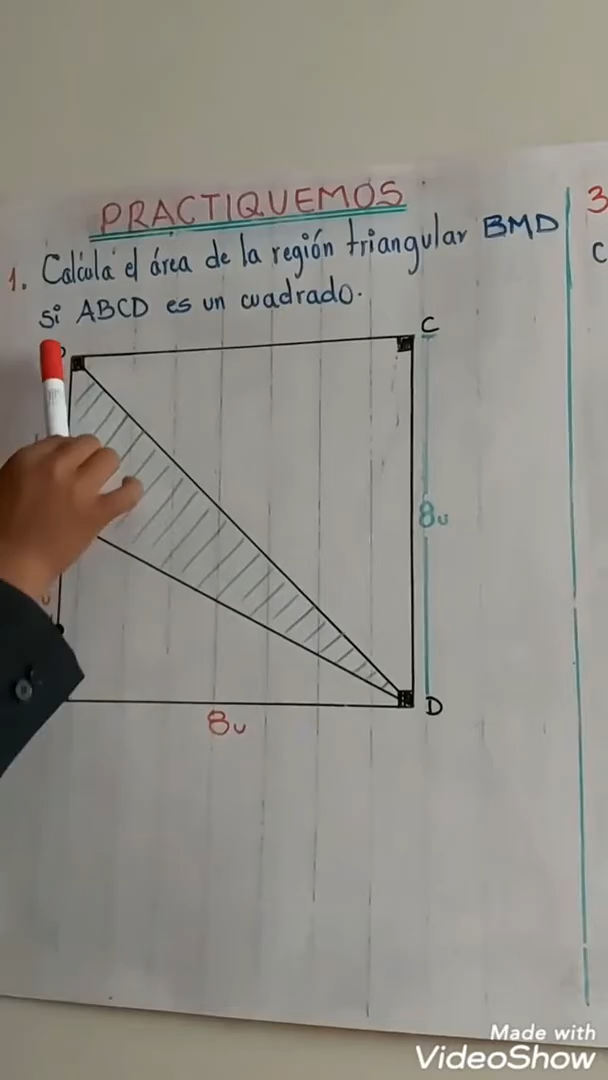 PRACTIQUEMOS
1. Calcula el área de la región triangular BMD
si ABCD es un cuadrado.
3
C
C
8u
D
8u
Made with
VideoShow